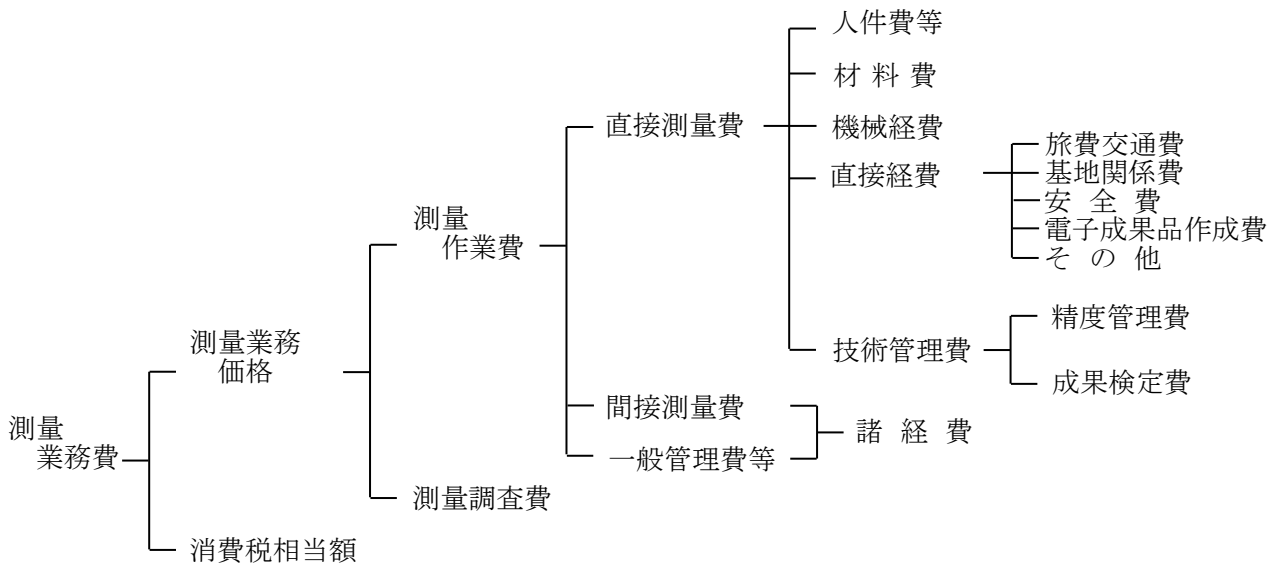 人件費等
材 料 費
直接測量費
機械経費
直接経費
旅費交通費
基地関係費
安 全 費
電子成果品作成費
そ の 他
測量
作業費
測量業務
価格
技術管理費
精度管理費
成果検定費
間接測量費
諸 経 費
一般管理費等
測量
業務費
測量調査費
消費税相当額